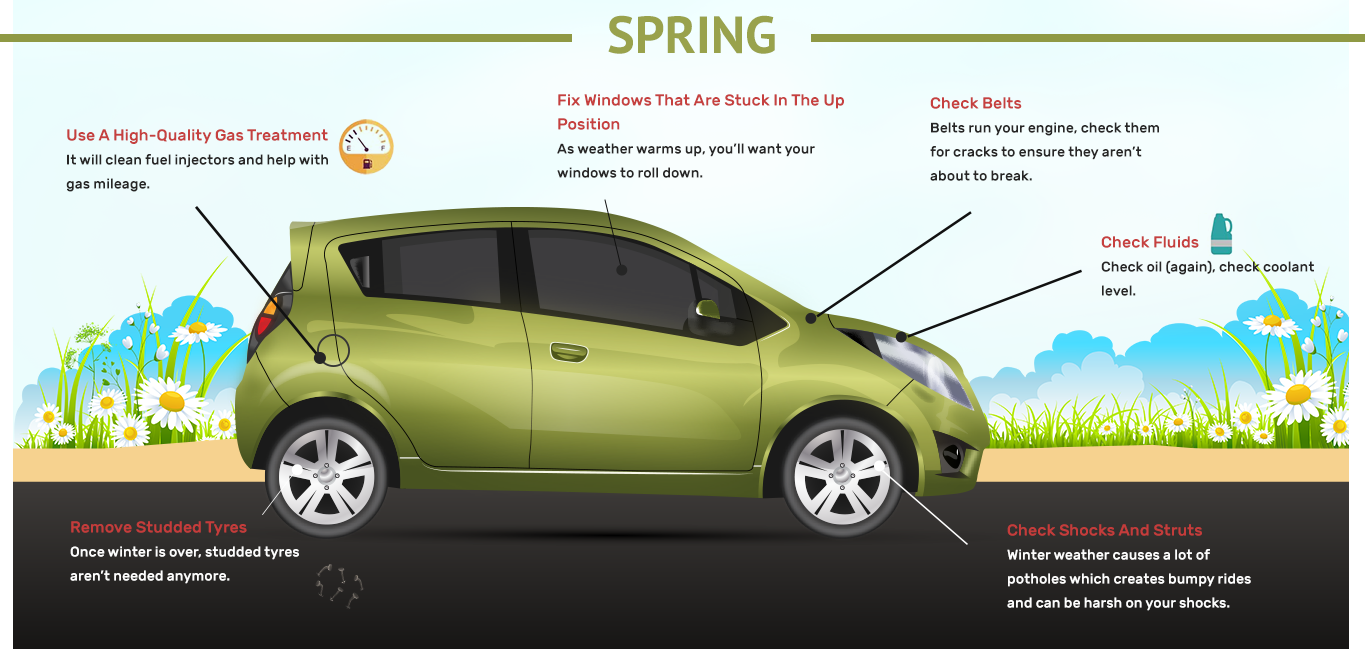 SPRING
Use A High-Quality Gas Treatment
It will clean fuel injectors and help with
gas mileage.
E F
Fix Windows That Are Stuck In The Up
Position
As weather warms up, you’ll want your
windows to roll down.
Check Belts
Belts run your engine, check them
for cracks to ensure they aren’t
about to break.
Check Fluids
Check oil (again), check coolant
level.
Remove Studded Tyres
Once winter is over, studded tyres
aren’t needed anymore.
Check Shocks And Struts
Winter weather causes a lot of
potholes which creates bumpy rides
and can be harsh on your shocks.